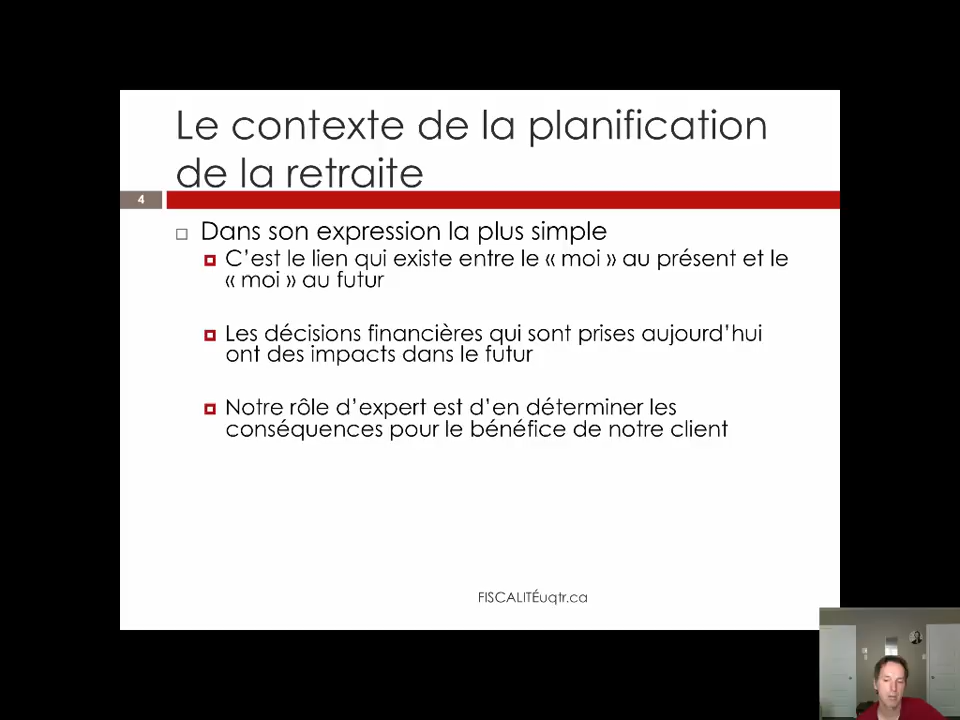 Le contexte de la planification
de la retraite
4
Dans son expression la plus simple
C'est le lien qui existe entre le « moi » au présent et le
« moi » au futur
Les décisions financières qui sont prises aujourd'hui
ont des impacts dans le futur
Notre rôle d'expert est d'en déterminer les
conséquences pour le bénéfice de notre client
FISCALITÉuqtr.ca